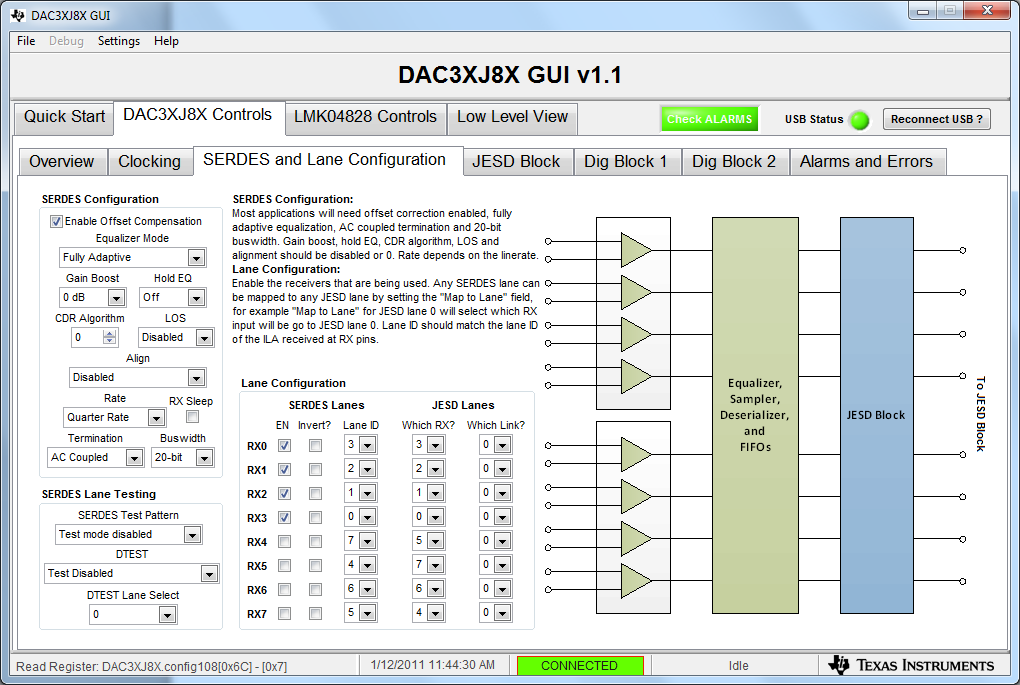 DAC3XJ8X GUI
File Debug Settings Help
DAC3XJ8X GUI v1.1
Quick Start DAC3XJ8X Controls LMK04828 Controls Low Level View Check ALARMS USB Status Reconnect USB ?
Overview Clocking SERDES and Lane Configuration JESD Block Dig Block 1 Dig Block 2 Alarms and Errors
SERDES Configuration
Enable Offset Compensation
Equalizer Mode
Fully Adaptive
Gain Boost Hold EQ
0 dB Off
CDR Algorithm LOS
0 Disabled
Align
Disabled
Rate RX Sleep
Quarter Rate
Termination Buswidth
AC Coupled 20-bit
SERDES Lane Testing
SERDES Test Pattern
Test mode disabled
DTEST
Test Disabled
DTEST Lane Select
0
SERDES Configuration:
Most applications will need offset correction enabled, fully
adaptive equalization, AC coupled termination and 20-bit
buswidth. Gain boost, hold EQ, CDR algorithm, LOS and
alignment should be disabled or 0. Rate depends on the linerate.
Lane Configuration:
Enable the receivers that are being used. Any SERDES lane can
be mapped to any JESD lane by setting the "Map to Lane" field,
for example "Map to Lane" for JESD lane 0 will select which RX
input will be go to JESD lane 0. Lane ID should match the lane ID
of the ILA received at RX pins.
Lane Configuration
SERDES Lanes JESD Lanes
EN Invert? Lane ID Which RX? Which Link?
RX0 3 3 0
RX1 2 2 0
RX2 1 1 0
RX3 0 0 0
RX4 7 5 0
RX5 4 7 0
RX6 6 6 0
RX7 5 4 0
Equalizer,
Sampler,
Deserializer,
and
FIFOs
JESD Block
To JESD Block
Read Register: DAC3XJ8X.config108[0x6C] - [0x7] 1/12/2011 11:44:30 AM CONNECTED Idle TEXAS INSTRUMENTS